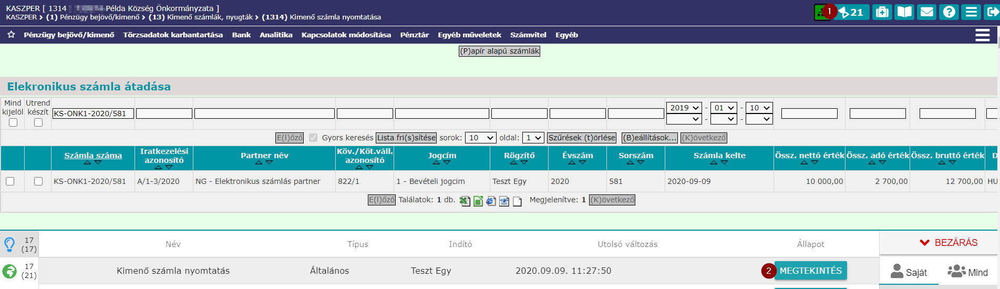 KASZPER [ 1314 Példa Község Önkormányzata ]
KASZPER > (1) Pénzügy bejövő/kimenő > (13) Kimenő számlák, nyugták > (1314) Kimenő számla nyomtatása
1 21
Pénzügy bejövő/kimenő Törzsadatok karbantartása Bank Analitika Kapcsolatok módosítása Pénztár Egyéb műveletek Számvitel Egyéb
(P)apír alapú számlák
Elekronikus számla átadása
Mind kijelöl Utrend készít KS-ONK1-2020/581 2019 - 01 - 10
- -
E(l)őző Gyors keresés Lista fri(s)sítése sorok: 10 oldal: 1 Szűrések (t)örlése (B)eállítások... (K)övetkező
Számla száma Iratkezelési azonosító Partner név Köv./Köt.váll. azonosító Jogcím Rögzítő Évszám Sorszám Számla kelte Össz. nettó érték Össz. adó érték Össz. bruttó érték D
KS-ONK1-2020/581 A/1-3/2020 NG - Elektronikus számlás partner 822/1 1 - Bevételi jogcim Teszt Egy 2020 581 2020-09-09 10 000,00 2 700,00 12 700,00 HU
E(l)őző Találatok: 1 db. Megjelenítve: 1 (K)övetkező
17 (17) Név Típus Indító Utolsó változás Állapot BEZÁRÁS
17 (21) Kimenő számla nyomtatás Általános Teszt Egy 2020.09.09. 11:27:50 2 MEGTEKINTÉS Saját Mind